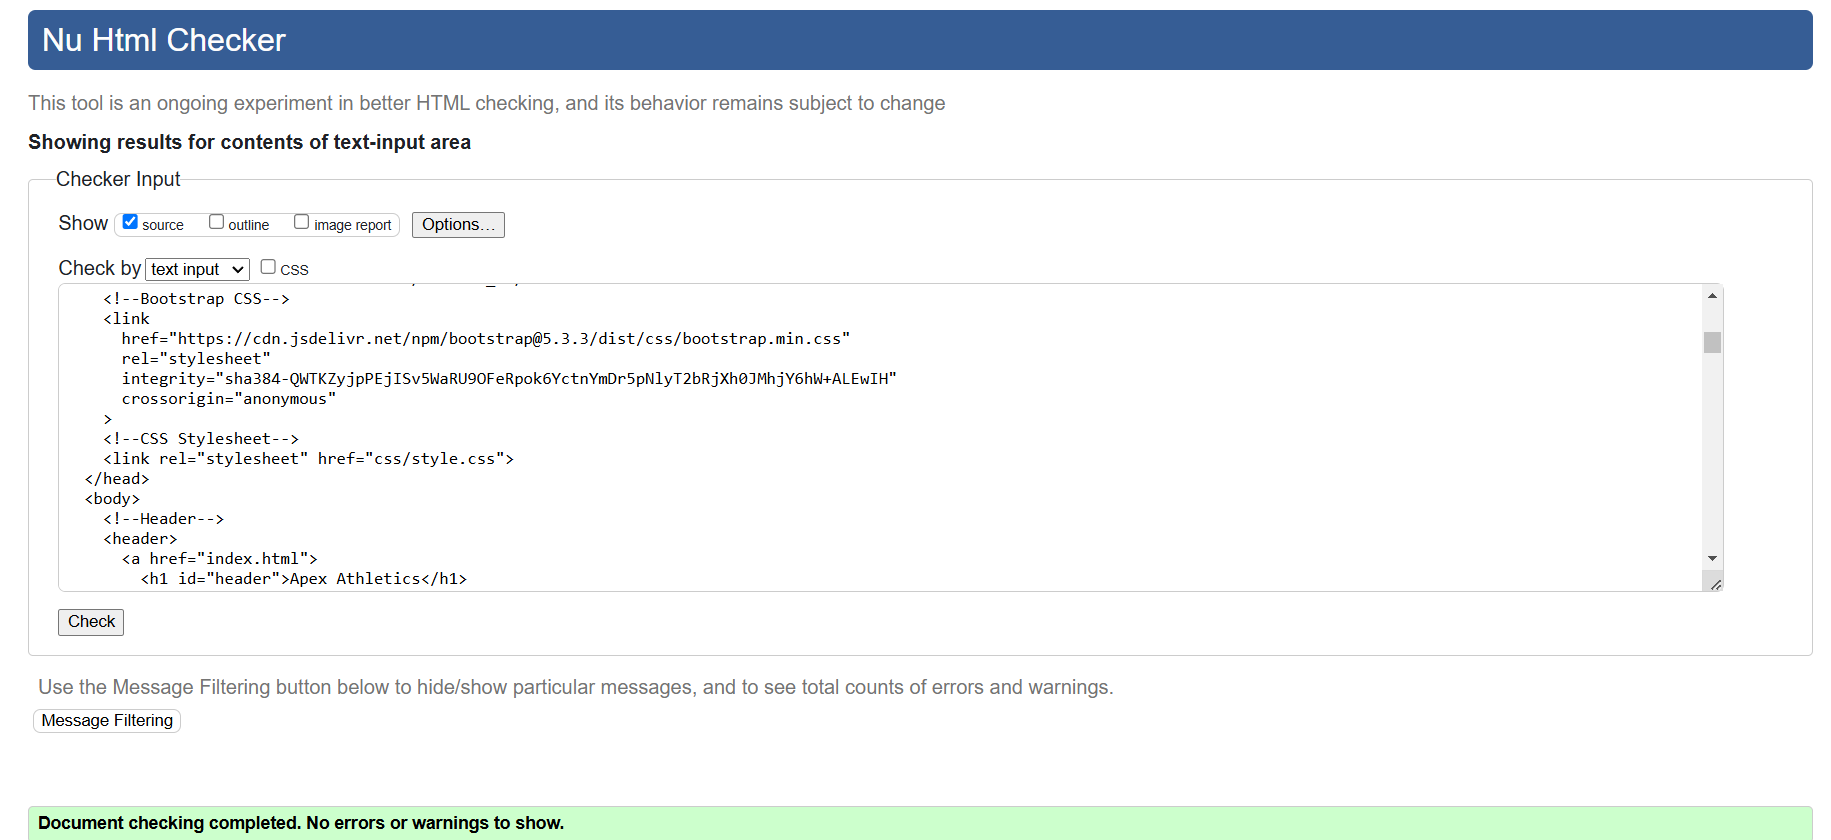 Nu Html Checker
This tool is an ongoing experiment in better HTML checking, and its behavior remains subject to change
Showing results for contents of text-input area
Checker Input
Show source outline image report Options...
Check by text input CSS
<!--Bootstrap CSS-->
<link
href="https://cdn.jsdelivr.net/npm/bootstrap@5.3.3/dist/css/bootstrap.min.css"
rel="stylesheet"
integrity="sha384-QWTKZyjpPEjISv5WaRU9OFeRpok6YctnYmDr5pNlyT2bRjXh0JMhjY6hW+ALEwIH"
crossorigin="anonymous"
>
<!--CSS Stylesheet-->
<link rel="stylesheet" href="css/style.css">
</head>
<body>
<!--Header-->
<header>
<a href="index.html">
<h1 id="header">Apex Athletics</h1>
Check
Use the Message Filtering button below to hide/show particular messages, and to see total counts of errors and warnings.
Message Filtering
Document checking completed. No errors or warnings to show.